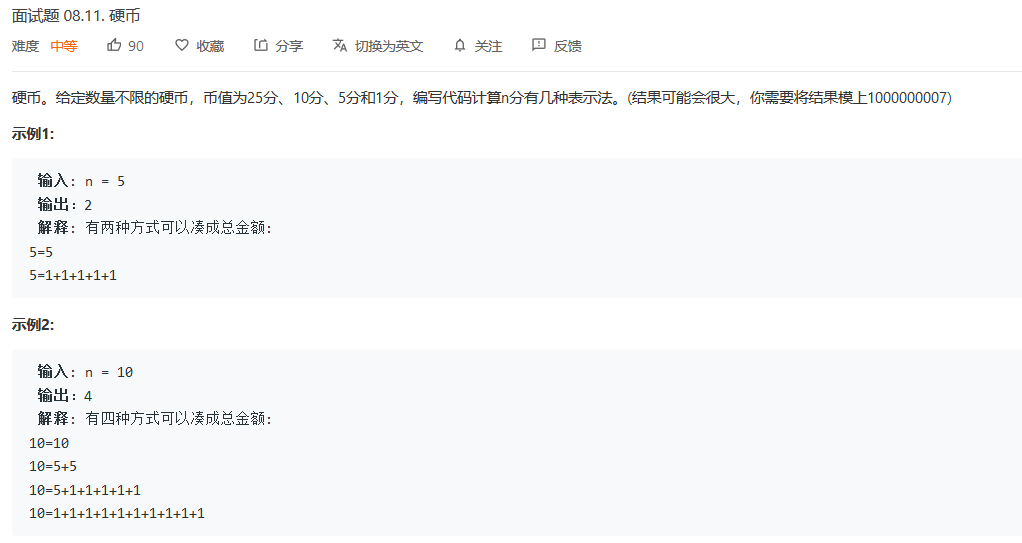 面试题 08.11. 硬币
难度 中等 90 收藏 分享 切换为英文 关注 反馈
硬币。给定数量不限的硬币，币值为25分、10分、5分和1分，编写代码计算n分有几种表示法。(结果可能会很大，你需要将结果模上1000000007)
示例1:
输入: n = 5
输出：2
解释: 有两种方式可以凑成总金额:
5=5
5=1+1+1+1+1
示例2:
输入: n = 10
输出：4
解释: 有四种方式可以凑成总金额:
10=10
10=5+5
10=5+1+1+1+1+1
10=1+1+1+1+1+1+1+1+1+1